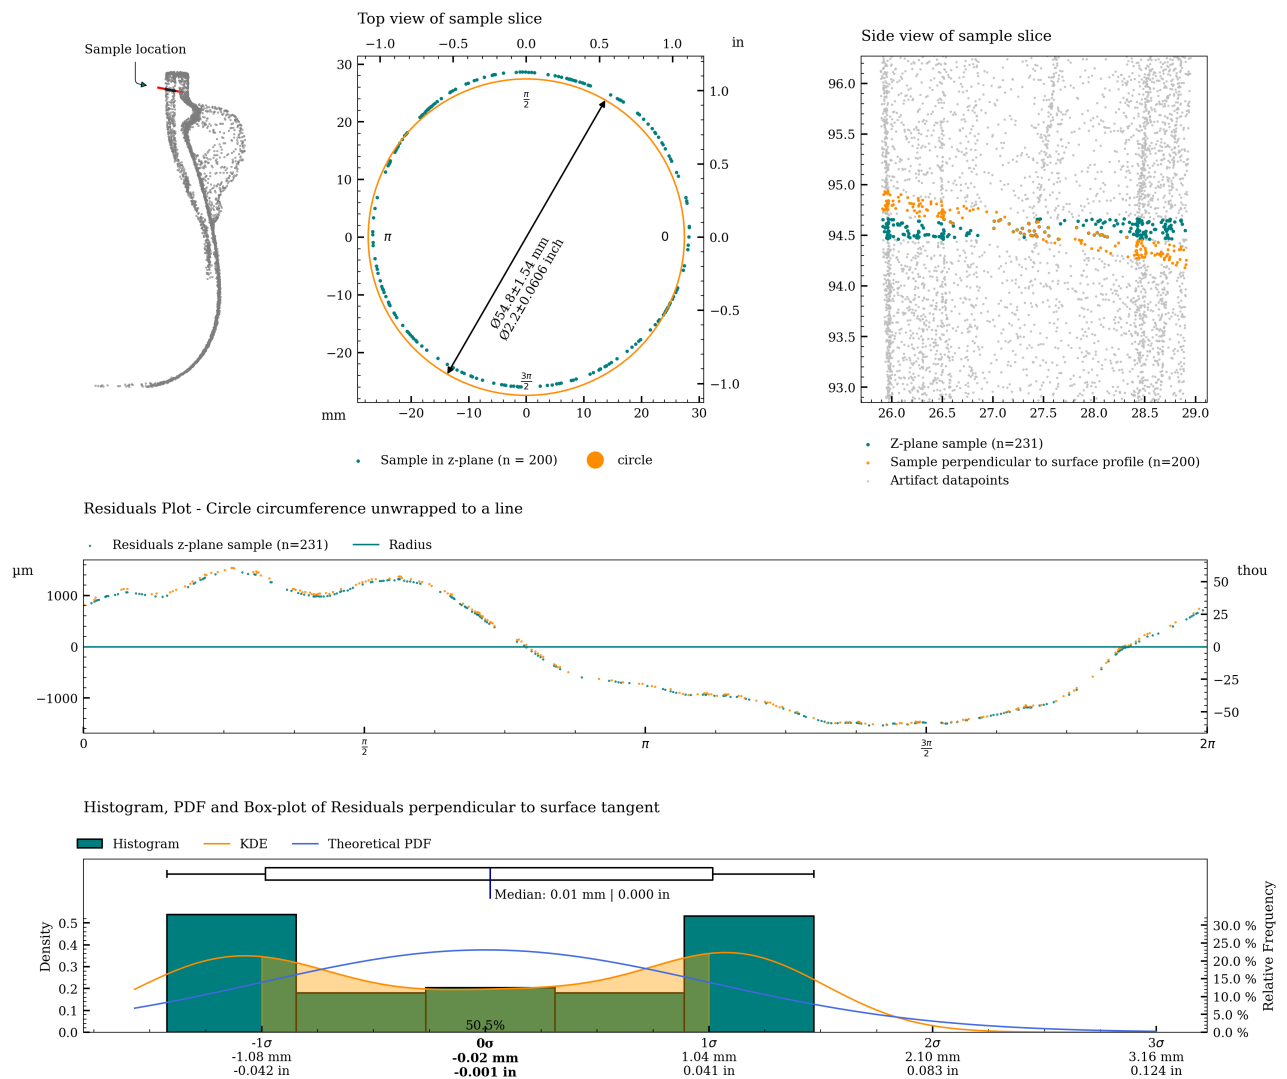 Top view of sample slice
Sample location
−1.0 −0.5 0.0 0.5 1.0 in
30
20
10
0
−10
−20
1.0
0.5
0.0
−0.5
−1.0
π/2
π
0
3π/2
Ø54.8±1.54 mm
Ø2.2±0.0606 inch
mm
−20 −10 0 10 20 30
Sample in z-plane (n = 200)
circle
Side view of sample slice
96.0
95.5
95.0
94.5
94.0
93.5
93.0
26.0 26.5 27.0 27.5 28.0 28.5 29.0
Z-plane sample (n=231)
Sample perpendicular to surface profile (n=200)
Artifact datapoints
Residuals Plot - Circle circumference unwrapped to a line
Residuals z-plane sample (n=231)
Radius
µm
1000
0
−1000
thou
50
25
0
−25
−50
0 π/2 π 3π/2 2π
Histogram, PDF and Box-plot of Residuals perpendicular to surface tangent
Histogram
KDE
Theoretical PDF
Median: 0.01 mm | 0.000 in
Density
0.5
0.4
0.3
0.2
0.1
0.0
Relative Frequency
30.0 %
25.0 %
20.0 %
15.0 %
10.0 %
5.0 %
0.0 %
50.5%
-1σ 0σ 1σ 2σ 3σ
-1.08 mm -0.02 mm 1.04 mm 2.10 mm 3.16 mm
-0.042 in -0.001 in 0.041 in 0.083 in 0.124 in